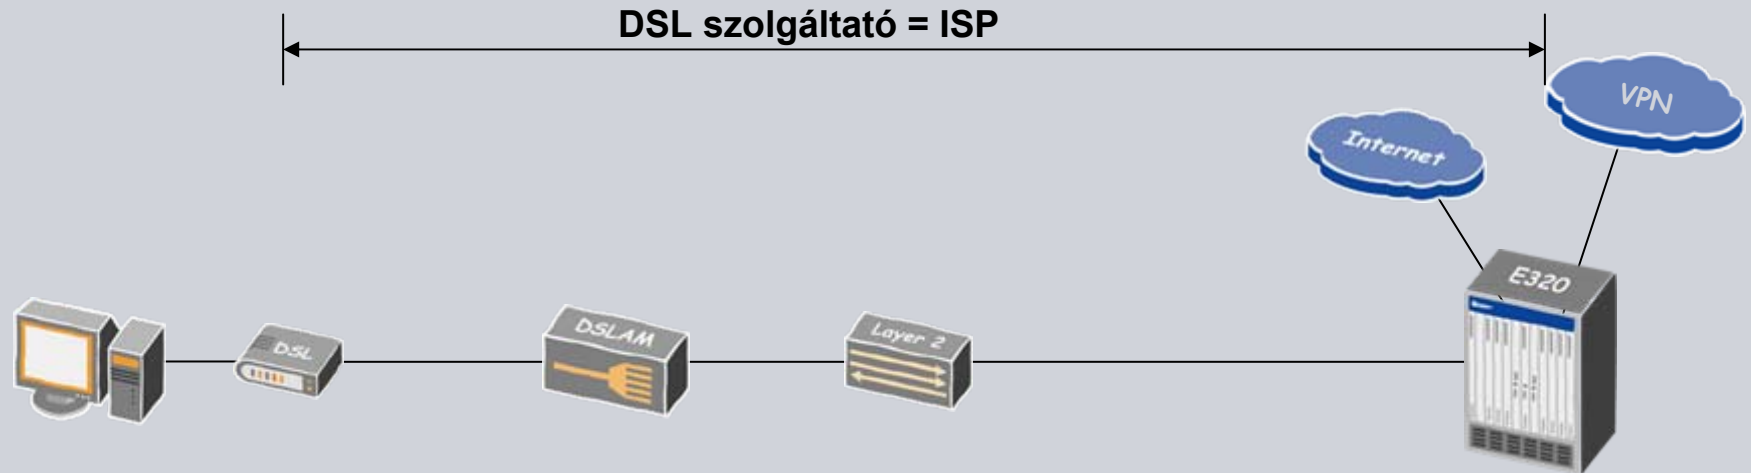 DSL szolgáltató = ISP
VPN
Internet
E320
DSL
DSLAM
Layer 2